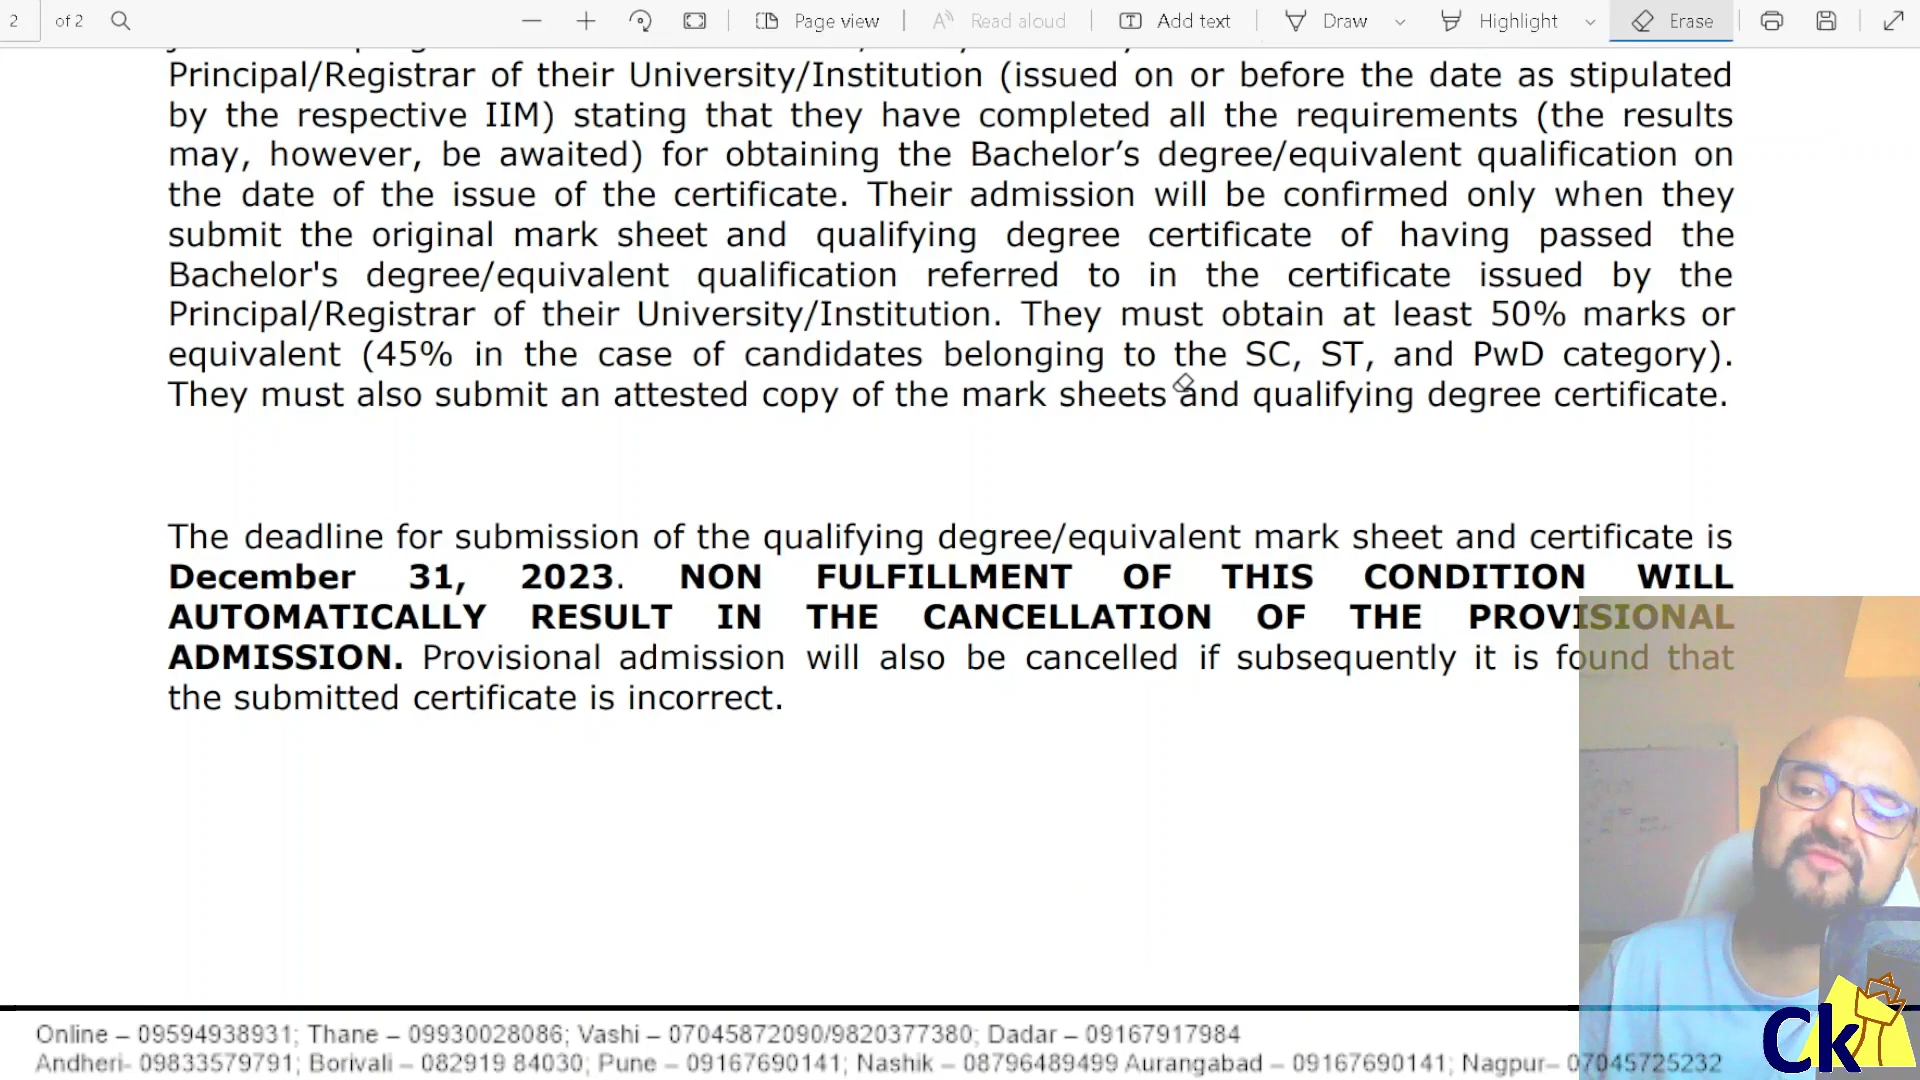 2 of 2 Page view Read aloud Add text Draw Highlight Erase
Principal/Registrar of their University/Institution (issued on or before the date as stipulated
by the respective IIM) stating that they have completed all the requirements (the results
may, however, be awaited) for obtaining the Bachelor’s degree/equivalent qualification on
the date of the issue of the certificate. Their admission will be confirmed only when they
submit the original mark sheet and qualifying degree certificate of having passed the
Bachelor's degree/equivalent qualification referred to in the certificate issued by the
Principal/Registrar of their University/Institution. They must obtain at least 50% marks or
equivalent (45% in the case of candidates belonging to the SC, ST, and PwD category).
They must also submit an attested copy of the mark sheets and qualifying degree certificate.
The deadline for submission of the qualifying degree/equivalent mark sheet and certificate is
December 31, 2023. NON FULFILLMENT OF THIS CONDITION WILL
AUTOMATICALLY RESULT IN THE CANCELLATION OF THE PROVISIONAL
ADMISSION. Provisional admission will also be cancelled if subsequently it is found that
the submitted certificate is incorrect.
Online – 09594938931; Thane – 09930028086; Vashi – 07045872090/9820377380; Dadar – 09167917984
Andheri- 09833579791; Borivali – 082919 84030; Pune – 09167690141; Nashik – 08796489499 Aurangabad – 09167690141; Nagpur– 07045725232
Ck